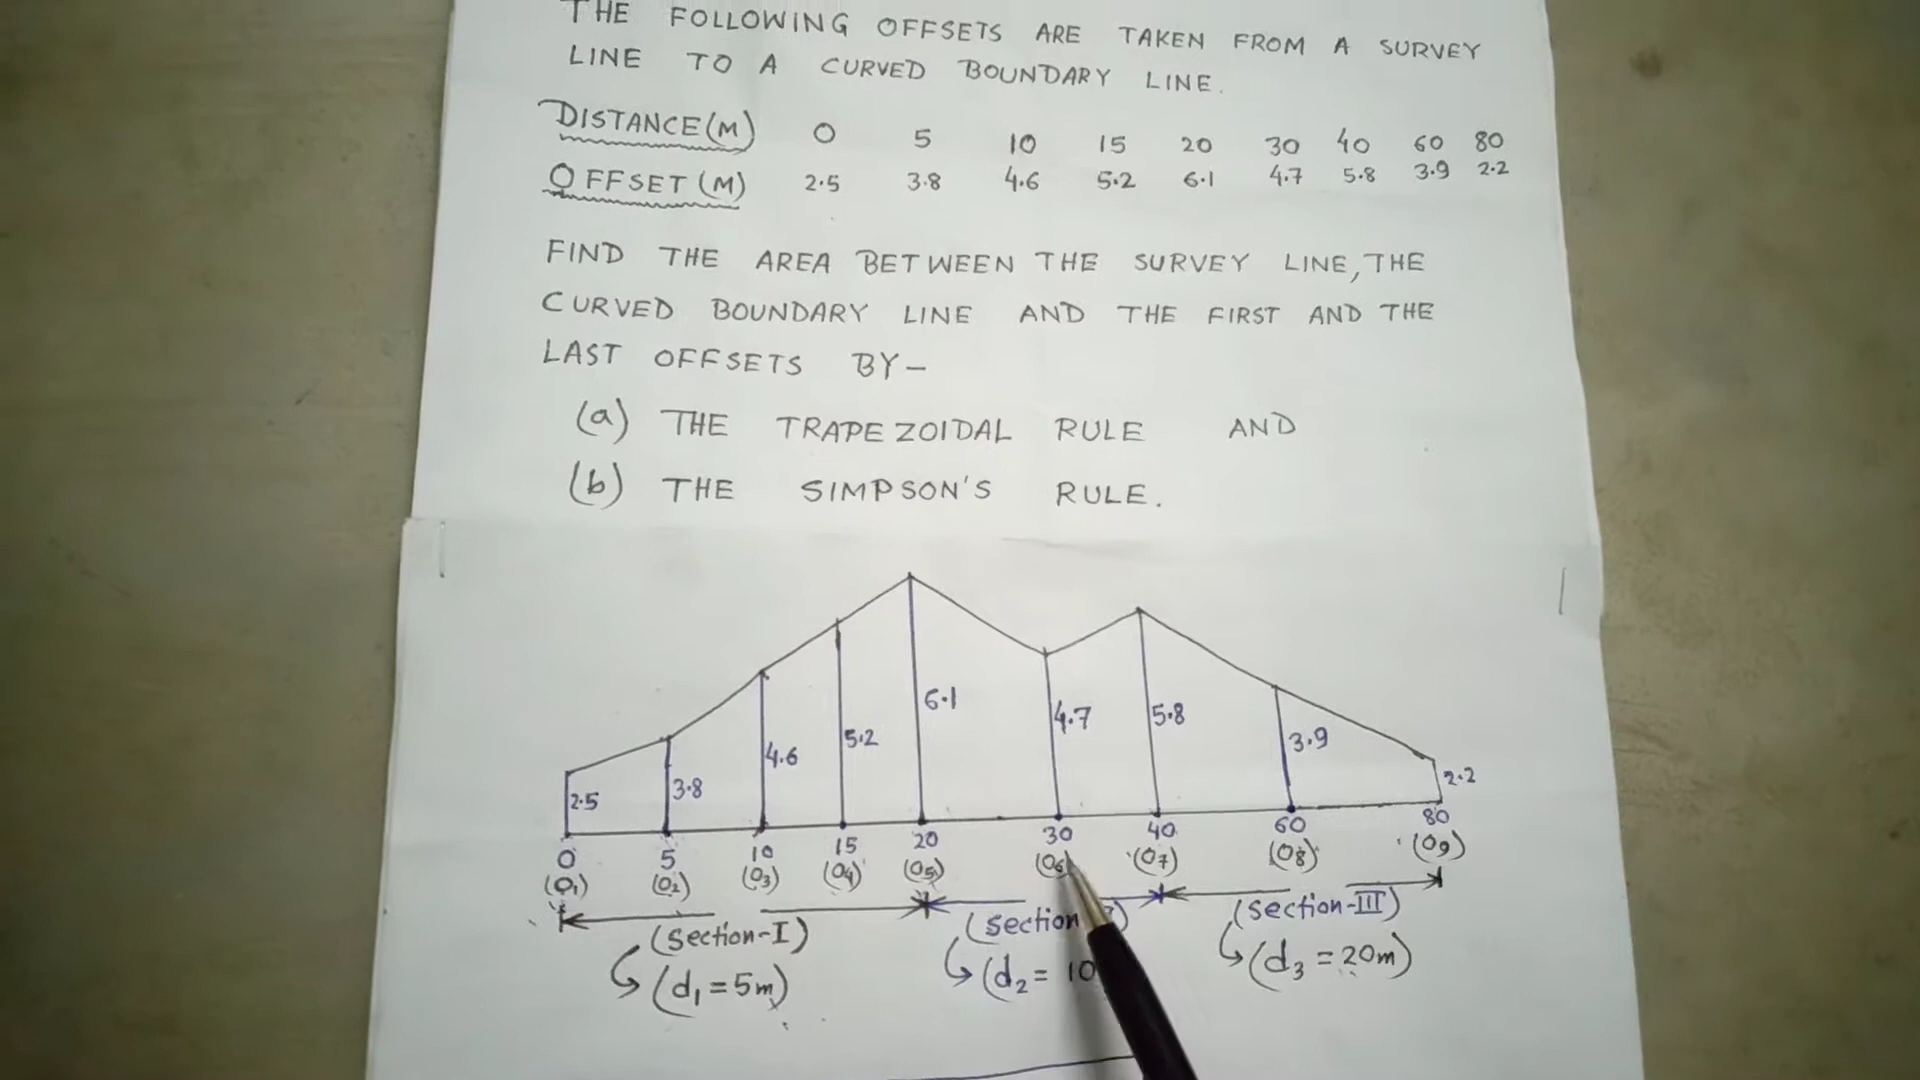 THE FOLLOWING OFFSETS ARE TAKEN FROM A SURVEY
LINE TO A CURVED BOUNDARY LINE.
DISTANCE(M) 0 5 10 15 20 30 40 60 80
OFFSET (M) 2.5 3.8 4.6 5.2 6.1 4.7 5.8 3.9 2.2
FIND THE AREA BETWEEN THE SURVEY LINE, THE
CURVED BOUNDARY LINE AND THE FIRST AND THE
LAST OFFSETS BY-
(a) THE TRAPEZOIDAL RULE AND
(b) THE SIMPSON'S RULE.
2.5 3.8 4.6 5.2 6.1 4.7 5.8 3.9 2.2
0 5 10 15 20 30 40 60 80
(O1) (O2) (O3) (O4) (O5) (O6) (O7) (O8) (O9)
(Section-I) (Section (Section-III)
(d1 = 5m) (d2 = 10 (d3 = 20m)